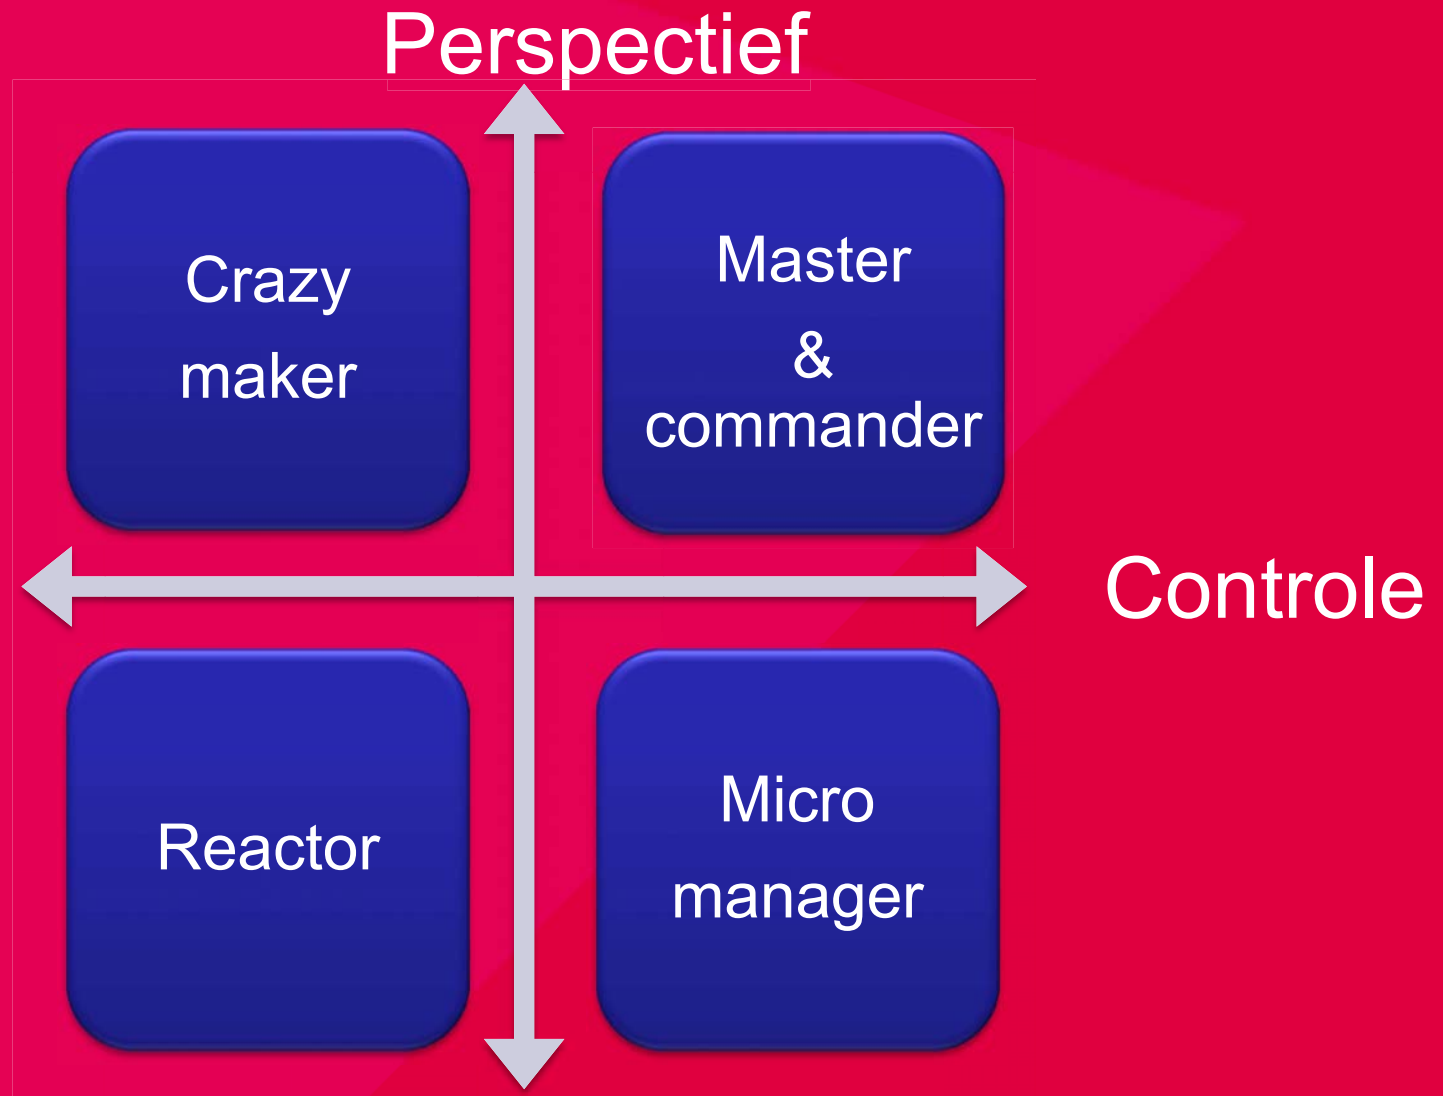 Perspectief
Crazy
maker
Master
&
commander
Controle
Reactor
Micro
manager